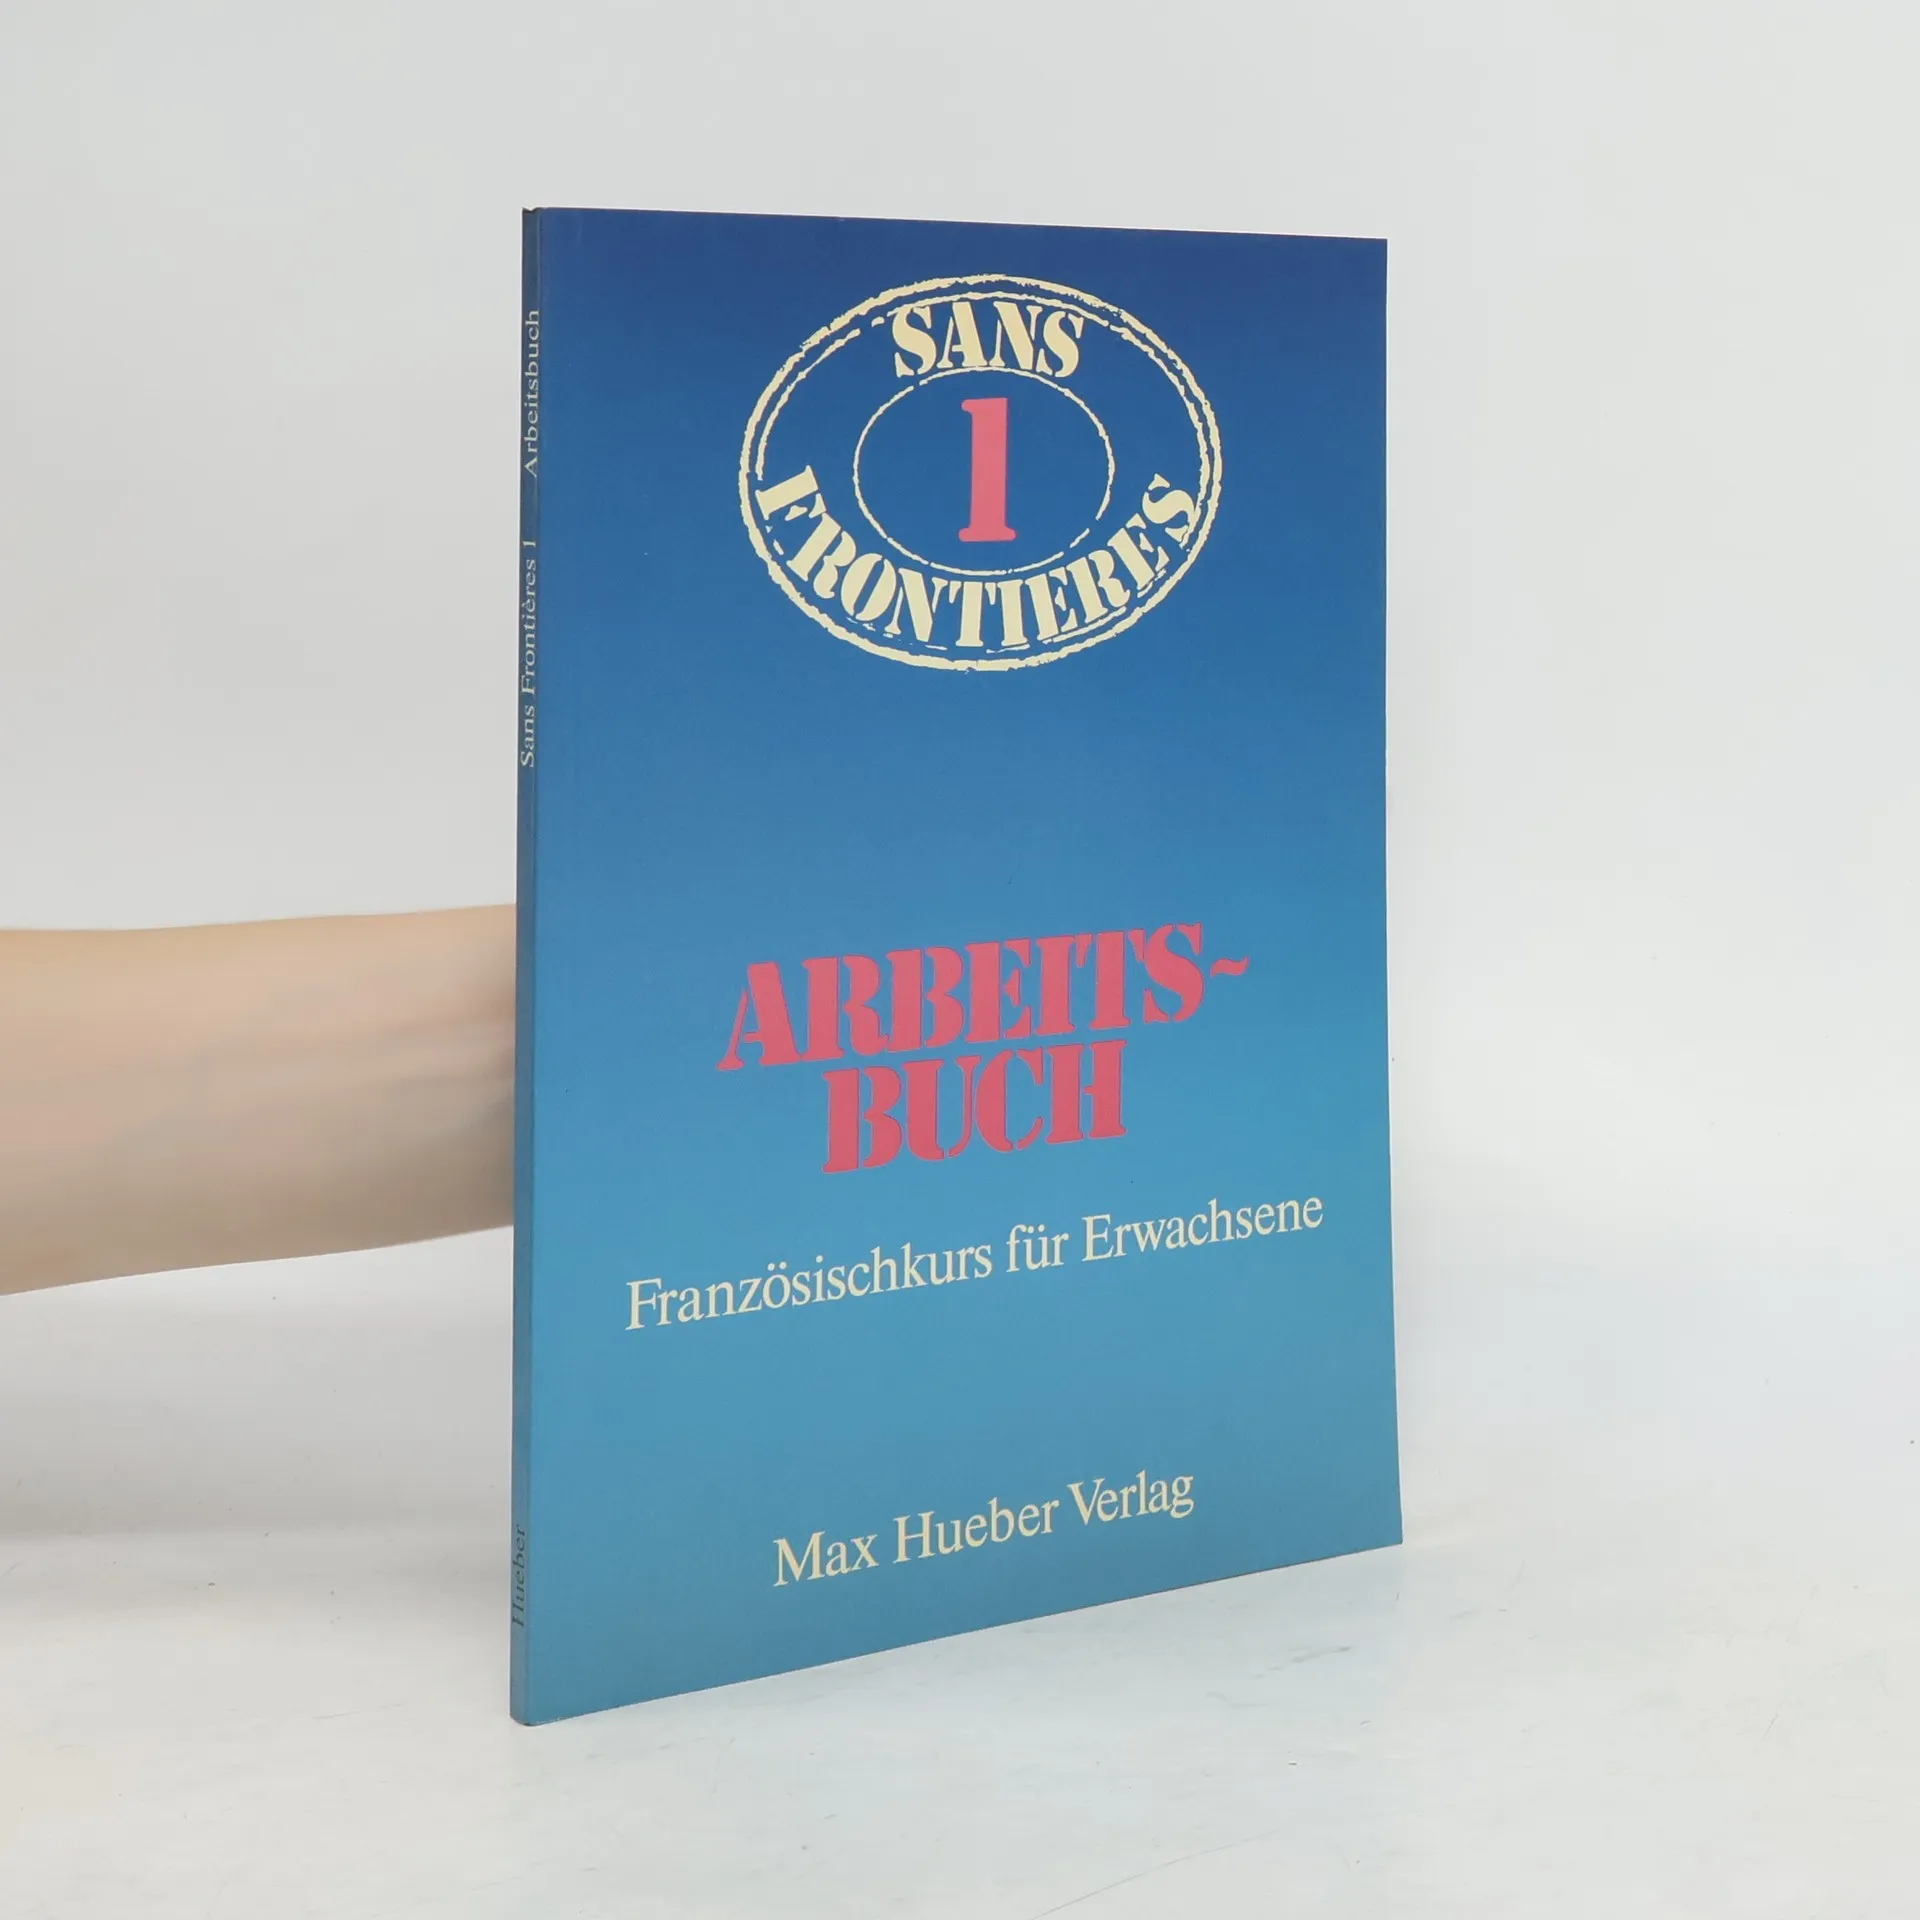 SANS
1
FRONTIERES
ARBEITS-
BUCH
Französischkurs für Erwachsene
Max Hueber Verlag
Sans Frontières 1 Arbeitsbuch
Hueber